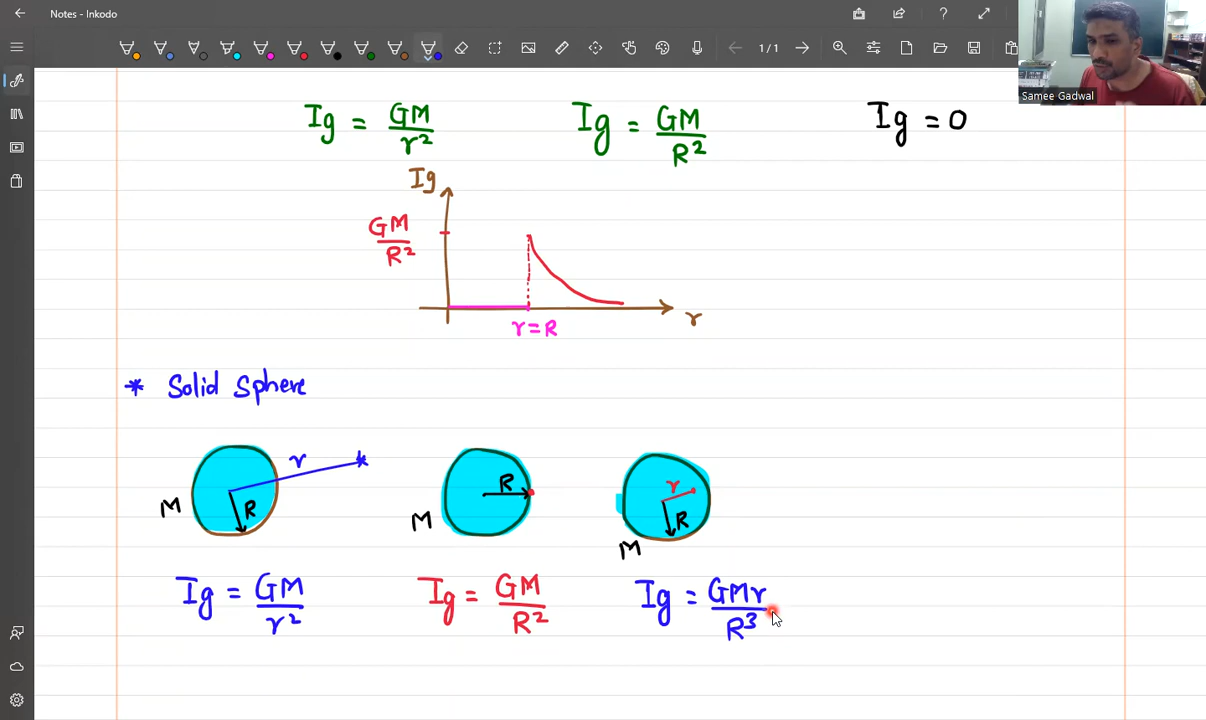 Notes - Inkodo
1/1
Samee Gadwal
Ig = GM/r² Ig = GM/R² Ig = 0
Ig
GM/R²
r = R
r
* Solid Sphere
M R r
M R
M R r
Ig = GM/r² Ig = GM/R² Ig = GMr/R³